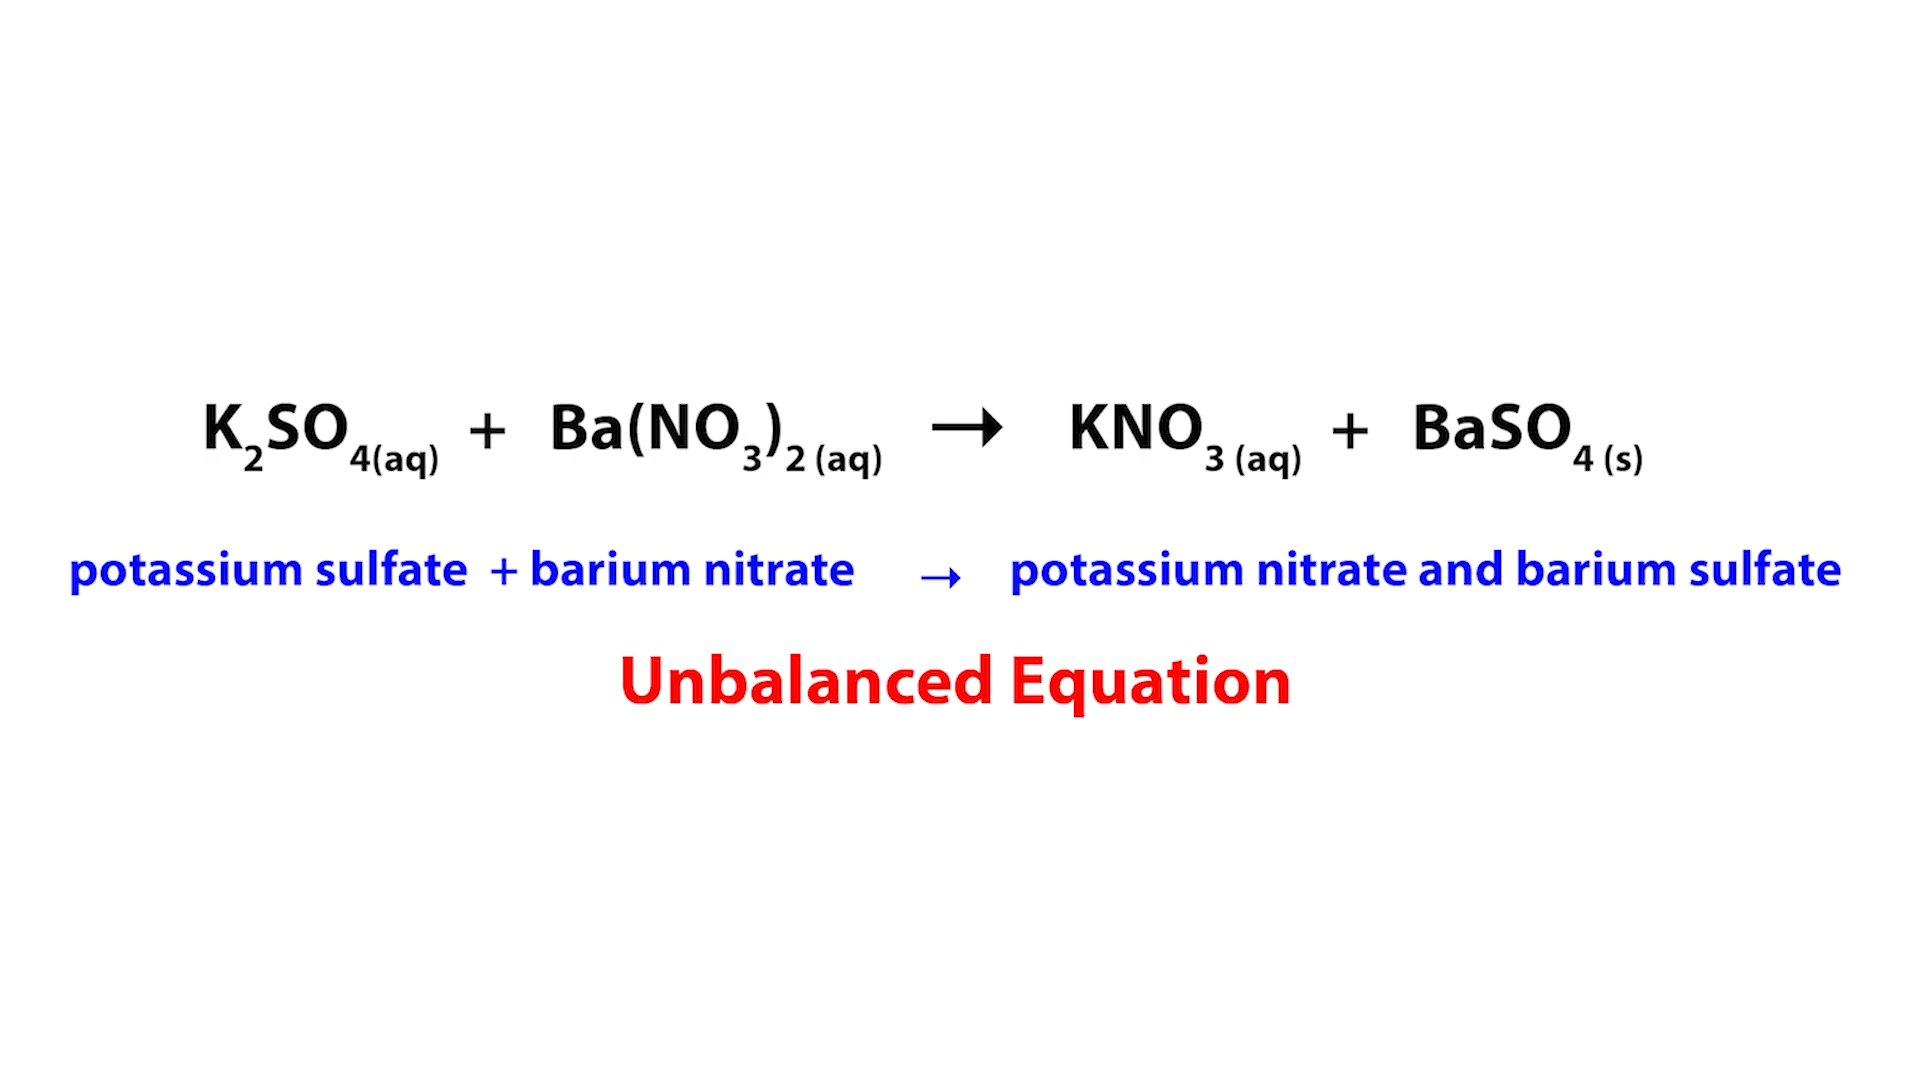 K₂SO₄(aq) + Ba(NO₃)₂ (aq) → KNO₃ (aq) + BaSO₄ (s)
potassium sulfate + barium nitrate → potassium nitrate and barium sulfate
Unbalanced Equation